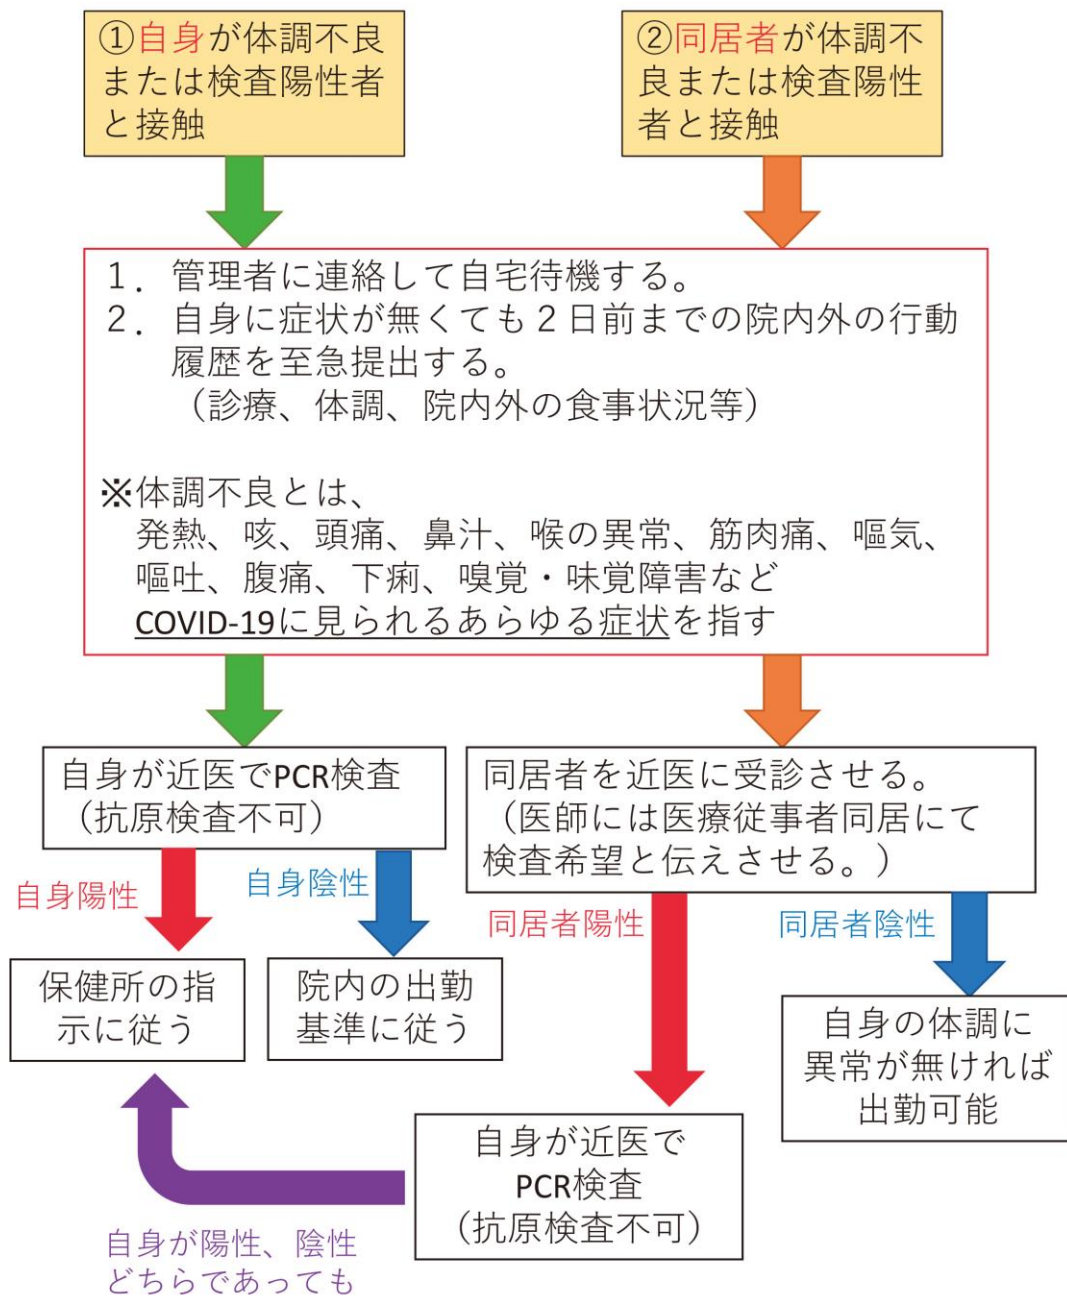 ①自身が体調不良
または検査陽性者
と接触
②同居者が体調不
良または検査陽性
者と接触
１．管理者に連絡して自宅待機する。
２．自身に症状が無くても２日前までの院内外の行動
履歴を至急提出する。
（診療、体調、院内外の食事状況等）
※体調不良とは、
発熱、咳、頭痛、鼻汁、喉の異常、筋肉痛、嘔気、
嘔吐、腹痛、下痢、嗅覚・味覚障害など
COVID-19に見られるあらゆる症状を指す
自身が近医でPCR検査
（抗原検査不可）
同居者を近医に受診させる。
（医師には医療従事者同居にて
検査希望と伝えさせる。）
自身陽性
自身陰性
同居者陽性
同居者陰性
保健所の指
示に従う
院内の出勤
基準に従う
自身の体調に
異常が無ければ
出勤可能
自身が近医で
PCR検査
（抗原検査不可）
自身が陽性、陰性
どちらであっても